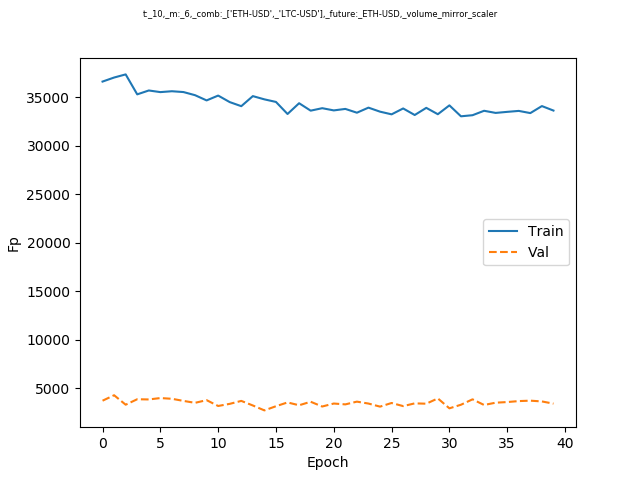 t:_10,_m:_6,_comb:_['ETH-USD',_'LTC-USD'],_future:_ETH-USD,_volume_mirror_scaler
35000
30000
25000
20000
15000
10000
5000
Fp
Train
Val
0 5 10 15 20 25 30 35 40
Epoch